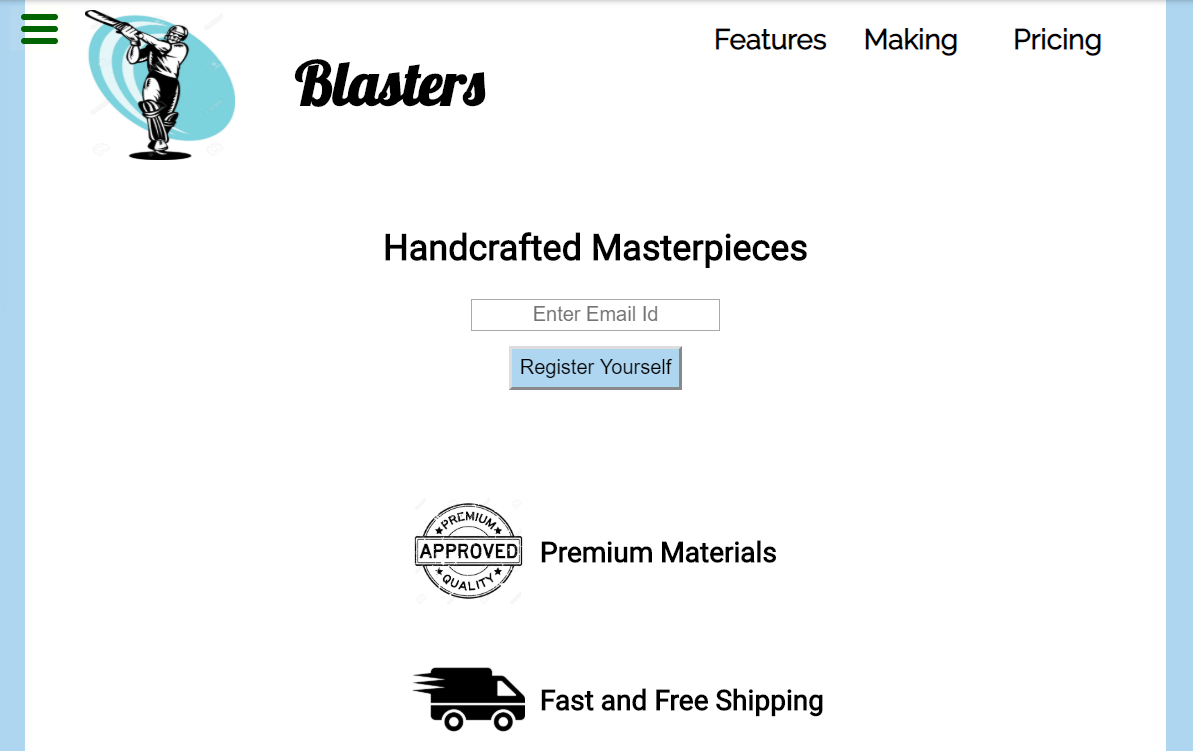 Features Making Pricing
Blasters
Handcrafted Masterpieces
Enter Email Id
Register Yourself
PREMIUM
APPROVED
QUALITY
Premium Materials
Fast and Free Shipping